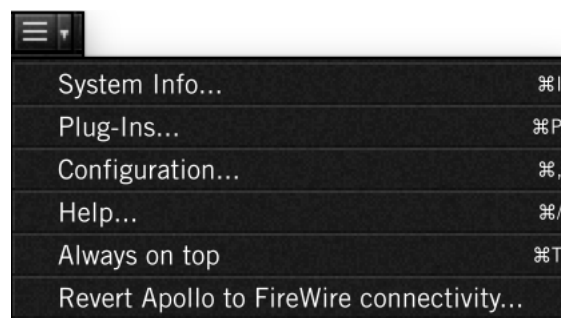 System Info... ⌘I
Plug-Ins... ⌘P
Configuration... ⌘,
Help... ⌘/
Always on top ⌘T
Revert Apollo to FireWire connectivity...